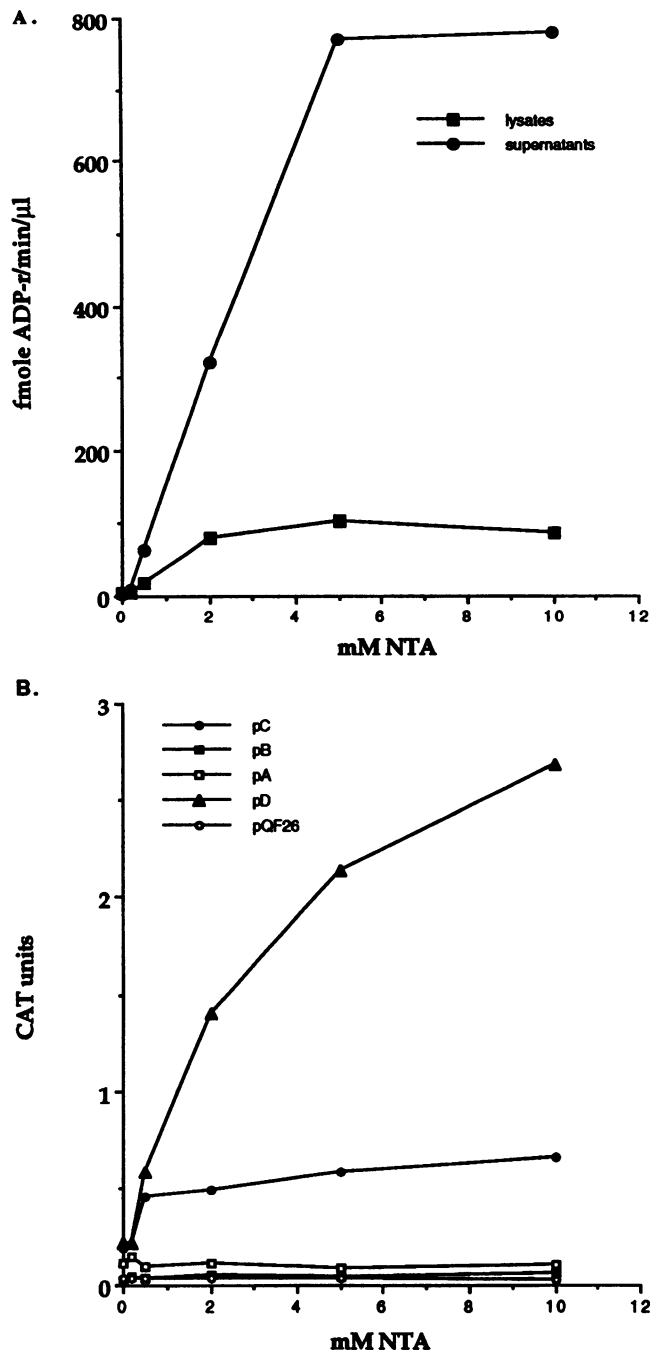 A.
800
600
400
200
0
fmole ADP-r/min/µl
lysates
supernatants
0 2 4 6 8 10 12
mM NTA
B.
3
2
1
0
CAT units
pC
pB
pA
pD
pQF26
0 2 4 6 8 10 12
mM NTA